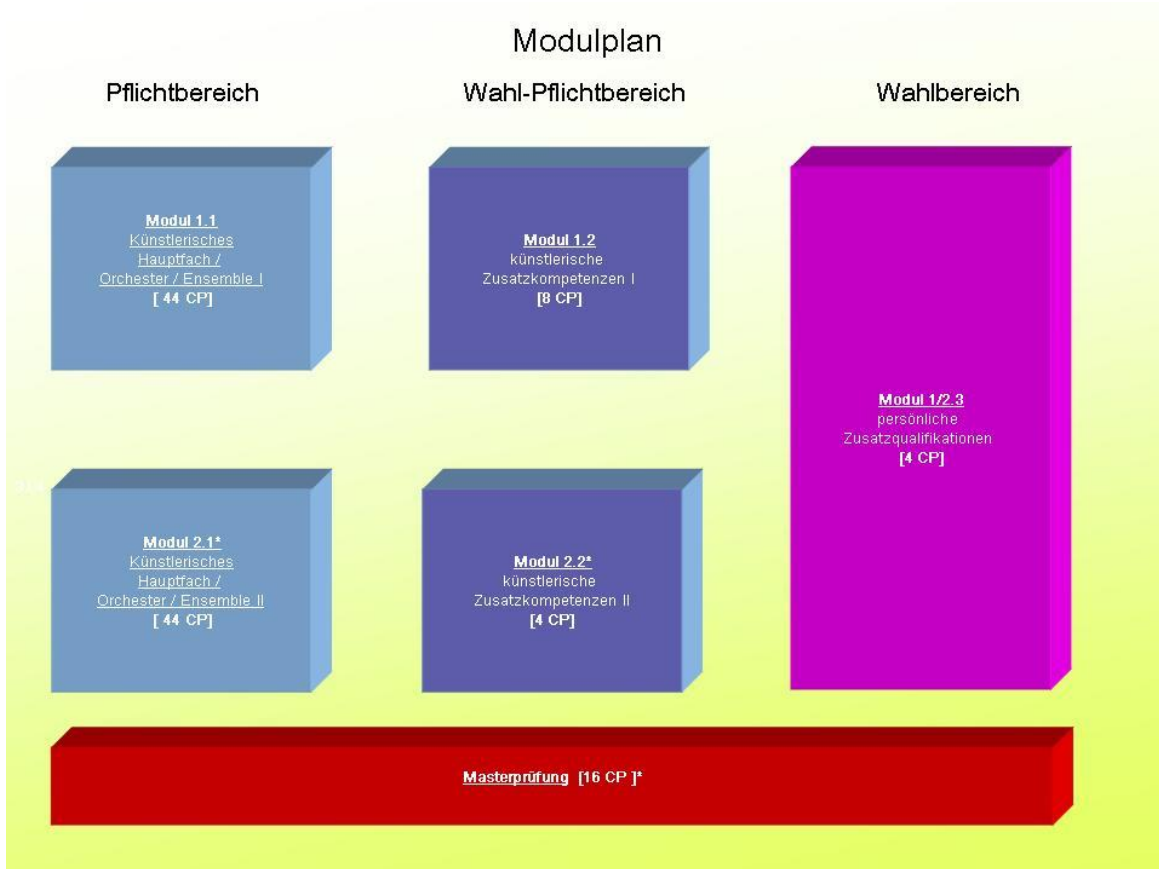 Modulplan
Pflichtbereich
Wahl-Pflichtbereich
Wahlbereich
Modul 1.1
Künstlerisches
Hauptfach /
Orchester / Ensemble I
[ 44 CP]
Modul 1.2
künstlerische
Zusatzkompetenzen I
[8 CP]
Modul 1/2.3
persönliche
Zusatzqualifikationen
[4 CP]
Modul 2.1*
Künstlerisches
Hauptfach /
Orchester / Ensemble II
[ 44 CP]
Modul 2.2*
künstlerische
Zusatzkompetenzen II
[4 CP]
Masterprüfung [16 CP ]*